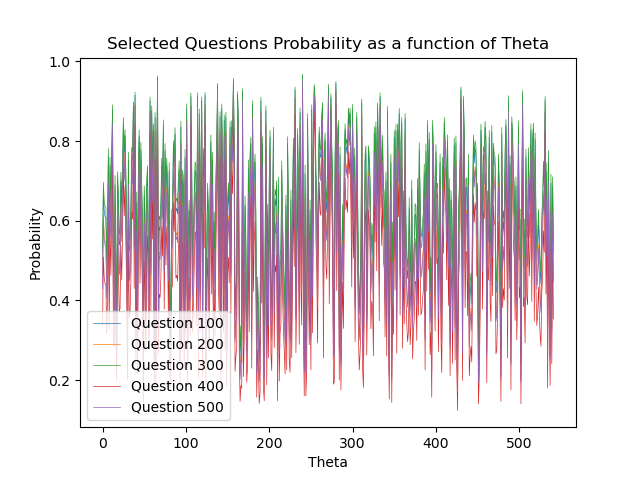 Selected Questions Probability as a function of Theta
1.0
0.8
0.6
0.4
0.2
Probability
Question 100
Question 200
Question 300
Question 400
Question 500
0 100 200 300 400 500
Theta